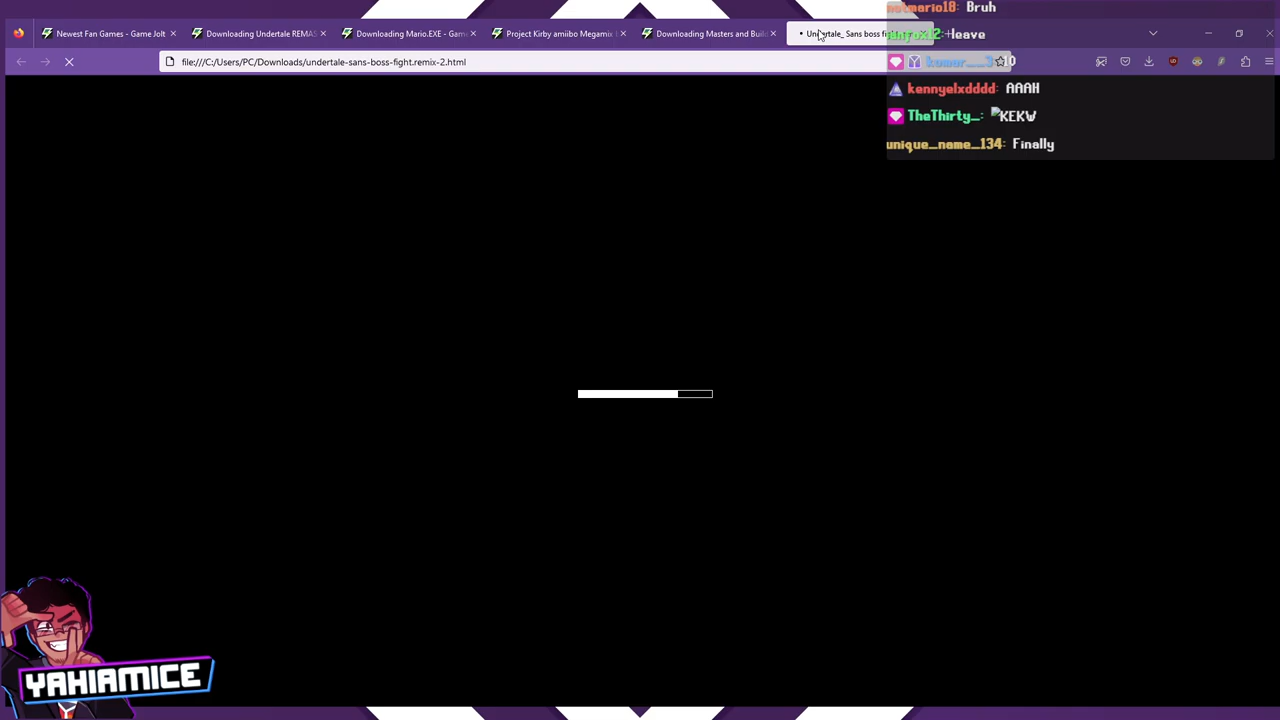 Newest Fan Games - Game Jolt
Downloading Undertale REMAS
Downloading Mario.EXE - Gam
Project Kirby amiibo Megamix
Downloading Masters and Buil
Undertale_ Sans boss fi
file:///C:/Users/PC/Downloads/undertale-sans-boss-fight.remix-2.html
Bruh
leave
kennelxdddd: AAAH
TheThirty_: KEKW
unique_name_134: Finally
YAHIAMICE